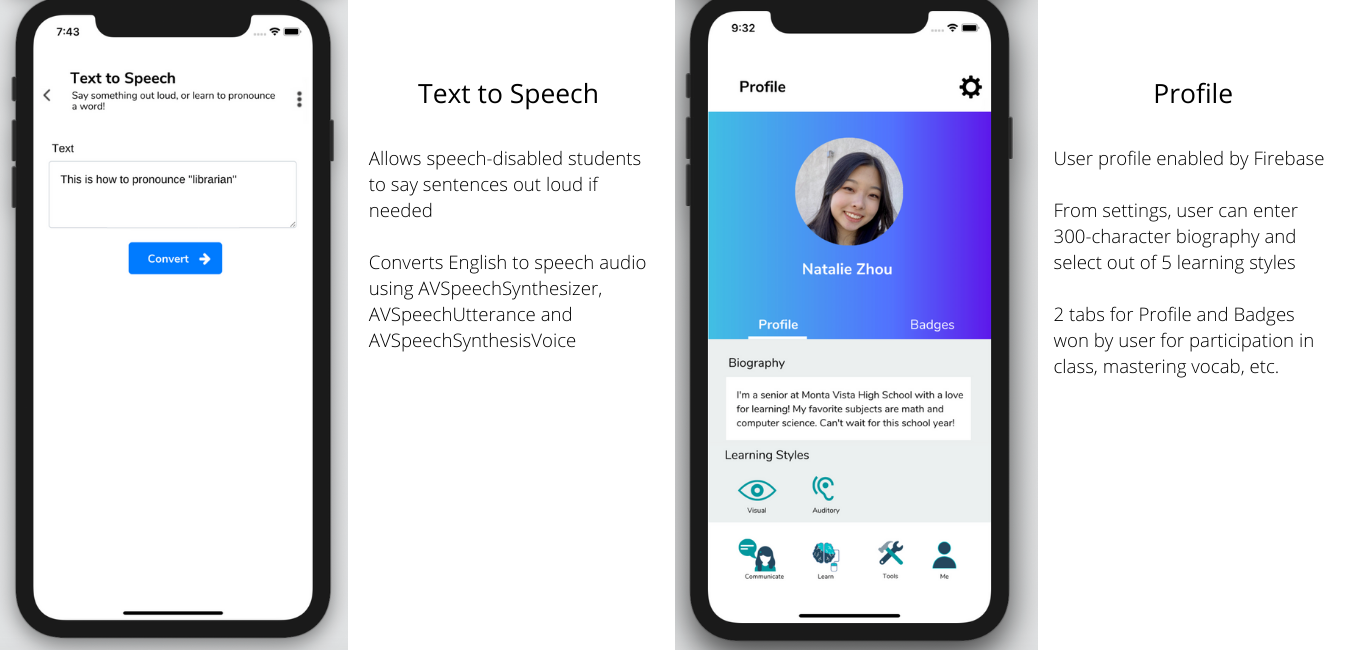 7:43
Text to Speech
Say something out loud, or learn to pronounce
a word!
Text
This is how to pronounce "librarian"
Convert
Text to Speech
Allows speech-disabled students
to say sentences out loud if
needed
Converts English to speech audio
using AVSpeechSynthesizer,
AVSpeechUtterance and
AVSpeechSynthesisVoice
9:32
Profile
Natalie Zhou
Profile
Badges
Biography
I'm a senior at Monta Vista High School with a love
for learning! My favorite subjects are math and
computer science. Can't wait for this school year!
Learning Styles
Visual
Auditory
Communicate
Learn
Tools
Me
Profile
User profile enabled by Firebase
From settings, user can enter
300-character biography and
select out of 5 learning styles
2 tabs for Profile and Badges
won by user for participation in
class, mastering vocab, etc.